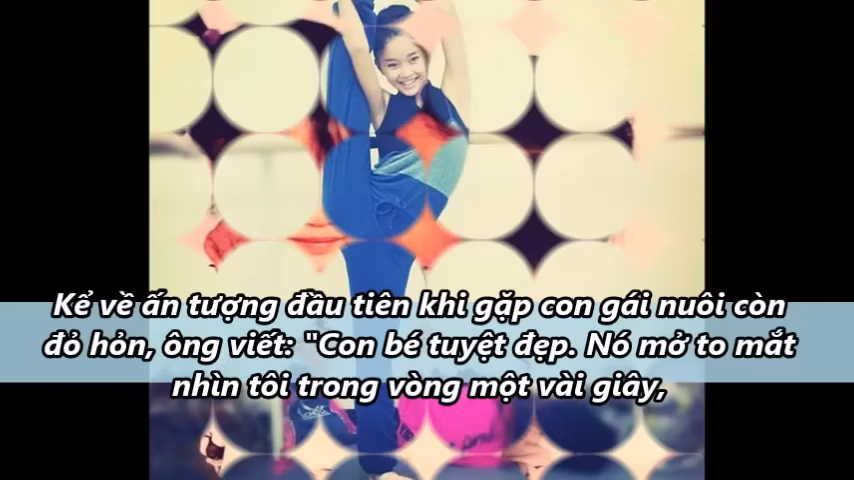 Kể về ấn tượng đầu tiên khi gặp con gái nuôi còn
đỏ hỏn, ông viết: "Con bé tuyệt đẹp. Nó mở to mắt
nhìn tôi trong vòng một vài giây,